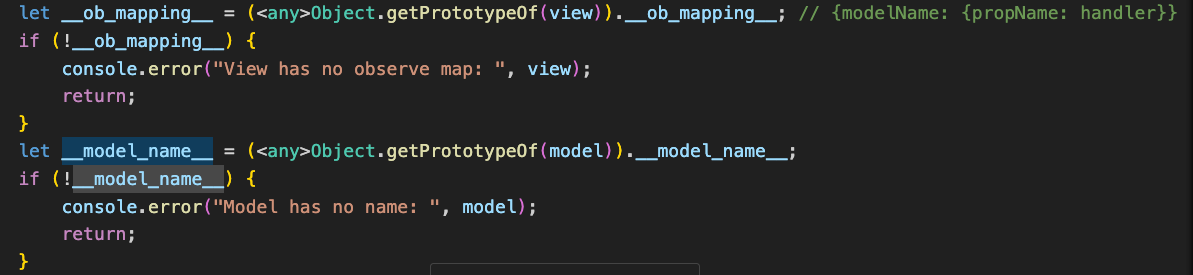 let __ob_mapping__ = (<any>Object.getPrototypeOf(view)).__ob_mapping__; // {modelName: {propName: handler}}
if (!__ob_mapping__) {
    console.error("View has no observe map: ", view);
    return;
}
let __model_name__ = (<any>Object.getPrototypeOf(model)).__model_name__;
if (!__model_name__) {
    console.error("Model has no name: ", model);
    return;
}